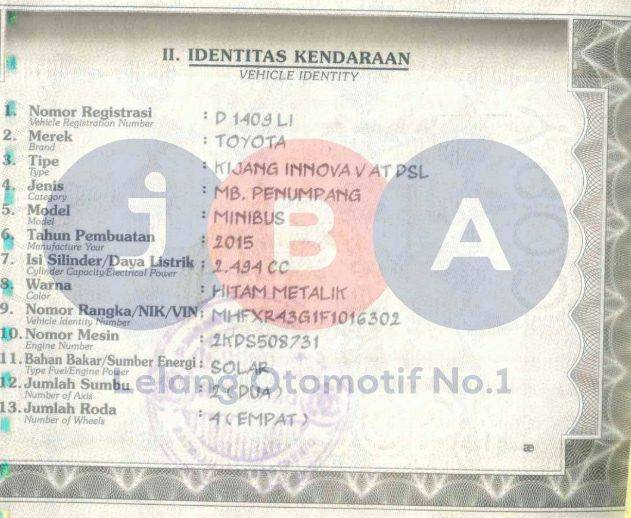 II. IDENTITAS KENDARAAN
VEHICLE IDENTITY
1. Nomor Registrasi : D 1409 LI
Vehicle Registration Number
2. Merek : TOYOTA
Brand
3. Tipe : KIJANG INNOVA V AT DSL
Type
4. Jenis : MB. PENUMPANG
Category
5. Model : MINIBUS
Model
6. Tahun Pembuatan : 2015
Manufacture Year
7. Isi Silinder/Daya Listrik : 2.494 CC
Cylinder Capacity/Electrical Power
8. Warna : HITAM METALIK
Color
9. Nomor Rangka/NIK/VIN : MHFXR43G1F1016302
Vehicle Identity Number
10. Nomor Mesin : 2KDS508731
Engine Number
11. Bahan Bakar/Sumber Energi : SOLAR
Type Fuel/Engine Power
12. Jumlah Sumbu : 2 (DUA)
Number of Axis
13. Jumlah Roda : 4 (EMPAT)
Number of Wheels
jBA
Lelang Otomotif No.1